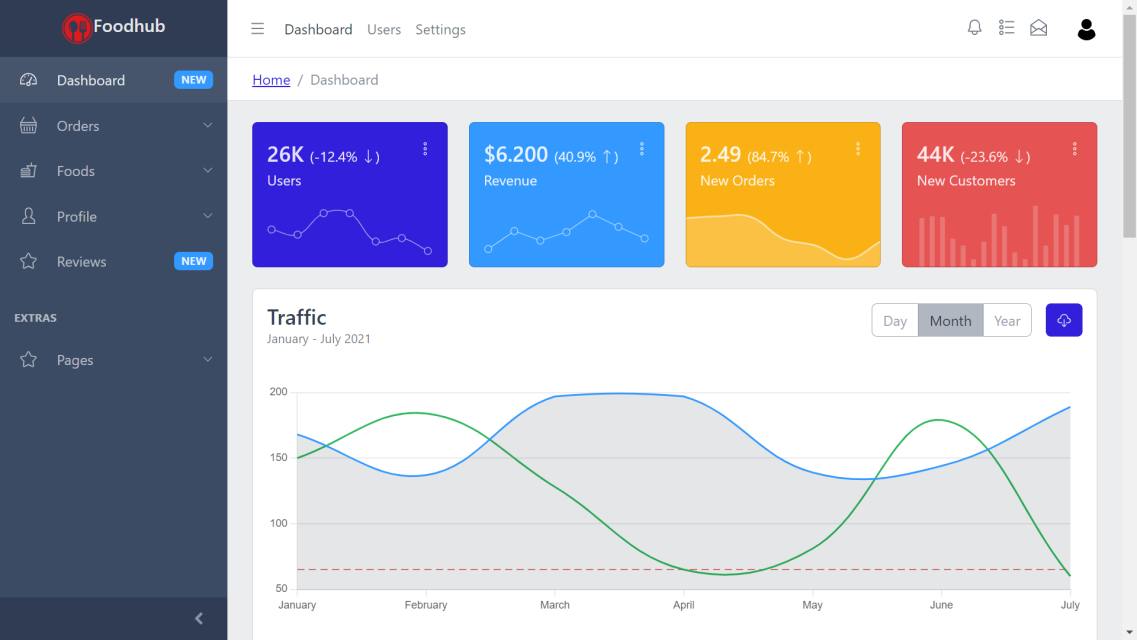 Foodhub
Dashboard NEW
Orders
Foods
Profile
Reviews NEW
EXTRAS
Pages
Dashboard Users Settings
Home / Dashboard
26K (-12.4% ↓)
Users
$6.200 (40.9% ↑)
Revenue
2.49 (84.7% ↑)
New Orders
44K (-23.6% ↓)
New Customers
Traffic
January - July 2021
Day Month Year
200
150
100
50
January February March April May June July